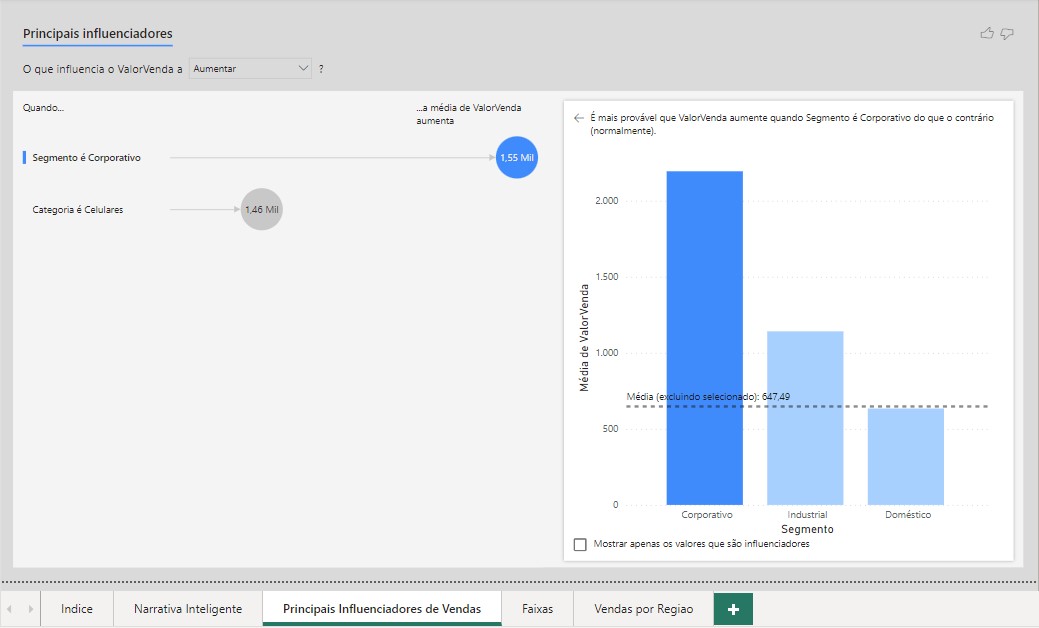 Principais influenciadores
O que influencia o ValorVenda a Aumentar ?
Quando...
...a média de ValorVenda
aumenta
Segmento é Corporativo
1,55 Mil
Categoria é Celulares
1,46 Mil
É mais provável que ValorVenda aumente quando Segmento é Corporativo do que o contrário
(normalmente).
Média de ValorVenda
2.000
1.500
1.000
500
0
Média (excluindo selecionado): 647,49
Corporativo Industrial Doméstico
Segmento
Mostrar apenas os valores que são influenciadores
Indice Narrativa Inteligente Principais Influenciadores de Vendas Faixas Vendas por Regiao +